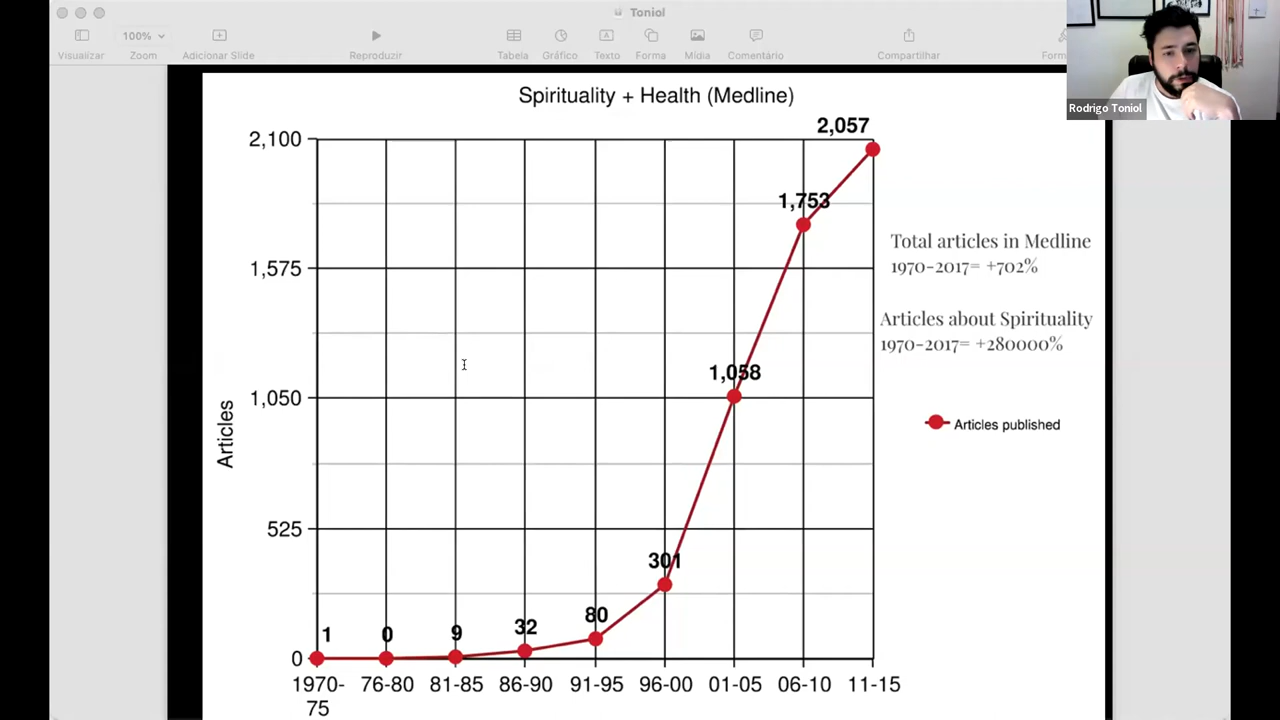 Toniol
100%
Visualizar
Zoom
Adicionar Slide
Reproduzir
Tabela
Gráfico
Texto
Forma
Mídia
Comentário
Compartilhar
Rodrigo Toniol
Spirituality + Health (Medline)
2,057
2,100
1,753
Total articles in Medline
1970-2017= +702%
1,575
Articles about Spirituality
1970-2017= +280000%
1,058
1,050
Articles
Articles published
525
301
80
32
9
0
1
0
1970-
75
76-80
81-85
86-90
91-95
96-00
01-05
06-10
11-15